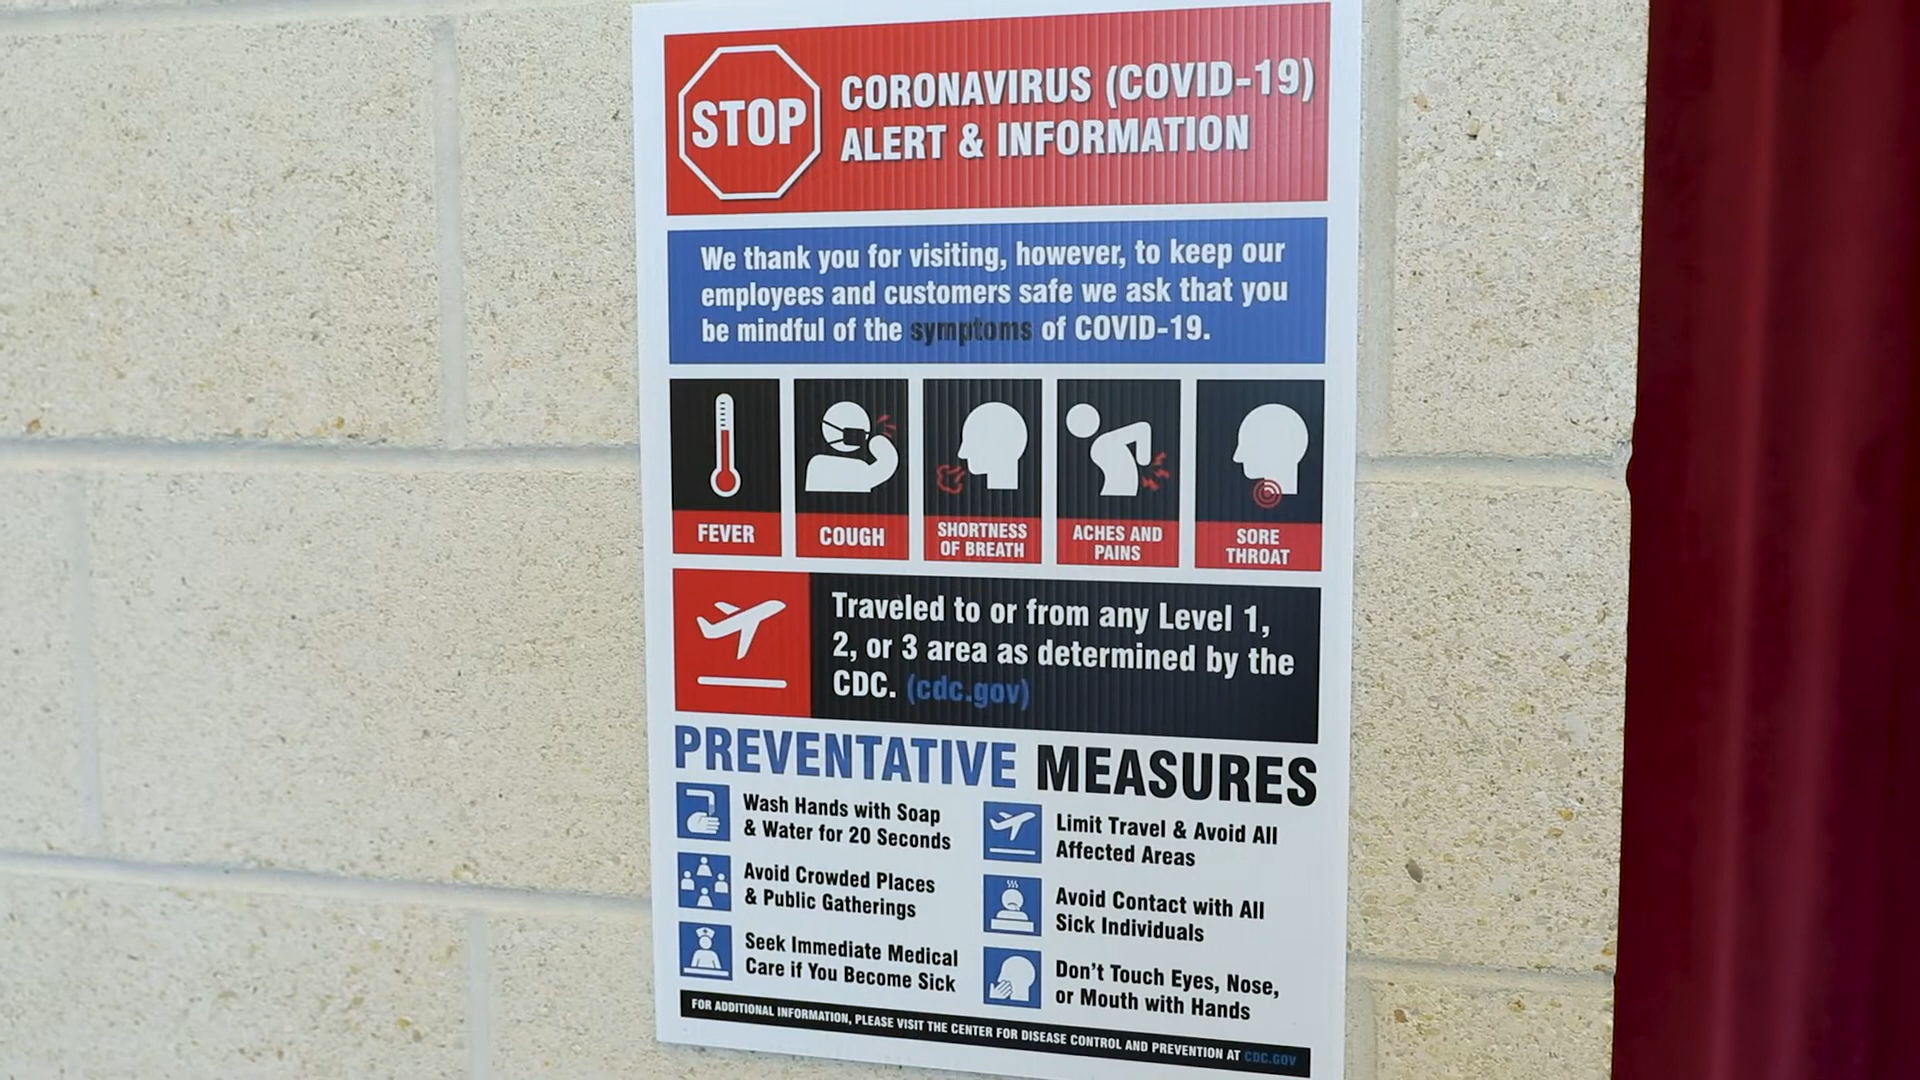 STOP
CORONAVIRUS (COVID-19)
ALERT & INFORMATION
We thank you for visiting, however, to keep our
employees and customers safe we ask that you
be mindful of the symptoms of COVID-19.
FEVER
COUGH
SHORTNESS
OF BREATH
ACHES AND
PAINS
SORE
THROAT
Traveled to or from any Level 1,
2, or 3 area as determined by the
CDC. (cdc.gov)
PREVENTATIVE MEASURES
Wash Hands with Soap
& Water for 20 Seconds
Avoid Crowded Places
& Public Gatherings
Seek Immediate Medical
Care if You Become Sick
Limit Travel & Avoid All
Affected Areas
Avoid Contact with All
Sick Individuals
Don't Touch Eyes, Nose,
or Mouth with Hands
FOR ADDITIONAL INFORMATION, PLEASE VISIT THE CENTER FOR DISEASE CONTROL AND PREVENTION AT CDC.GOV